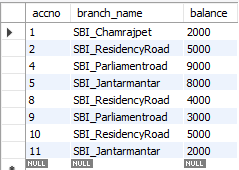 accno branch_name balance
1 SBI_Chamrajpet 2000
2 SBI_ResidencyRoad 5000
4 SBI_Parliamentroad 9000
5 SBI_Jantarmantar 8000
8 SBI_ResidencyRoad 4000
9 SBI_Parliamentroad 3000
10 SBI_ResidencyRoad 5000
11 SBI_Jantarmantar 2000
NULL NULL NULL